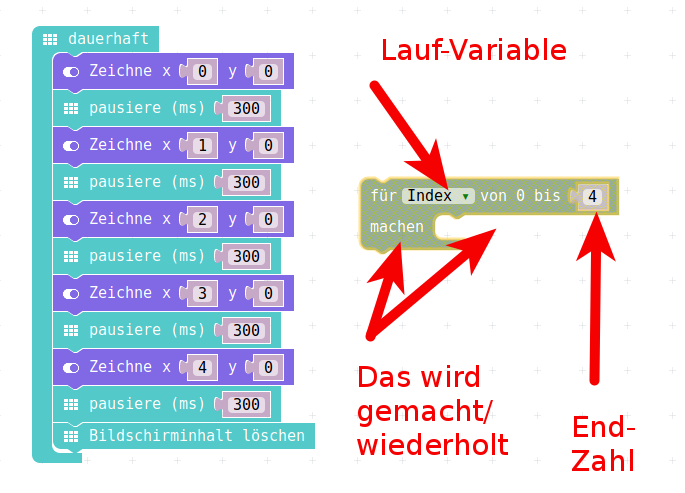 dauerhaft
Zeichne x 0 y 0
pausiere (ms) 300
Zeichne x 1 y 0
pausiere (ms) 300
Zeichne x 2 y 0
pausiere (ms) 300
Zeichne x 3 y 0
pausiere (ms) 300
Zeichne x 4 y 0
pausiere (ms) 300
Bildschirminhalt löschen
Lauf-Variable
für Index von 0 bis 4
machen
Das wird
gemacht/
wiederholt
End-
Zahl